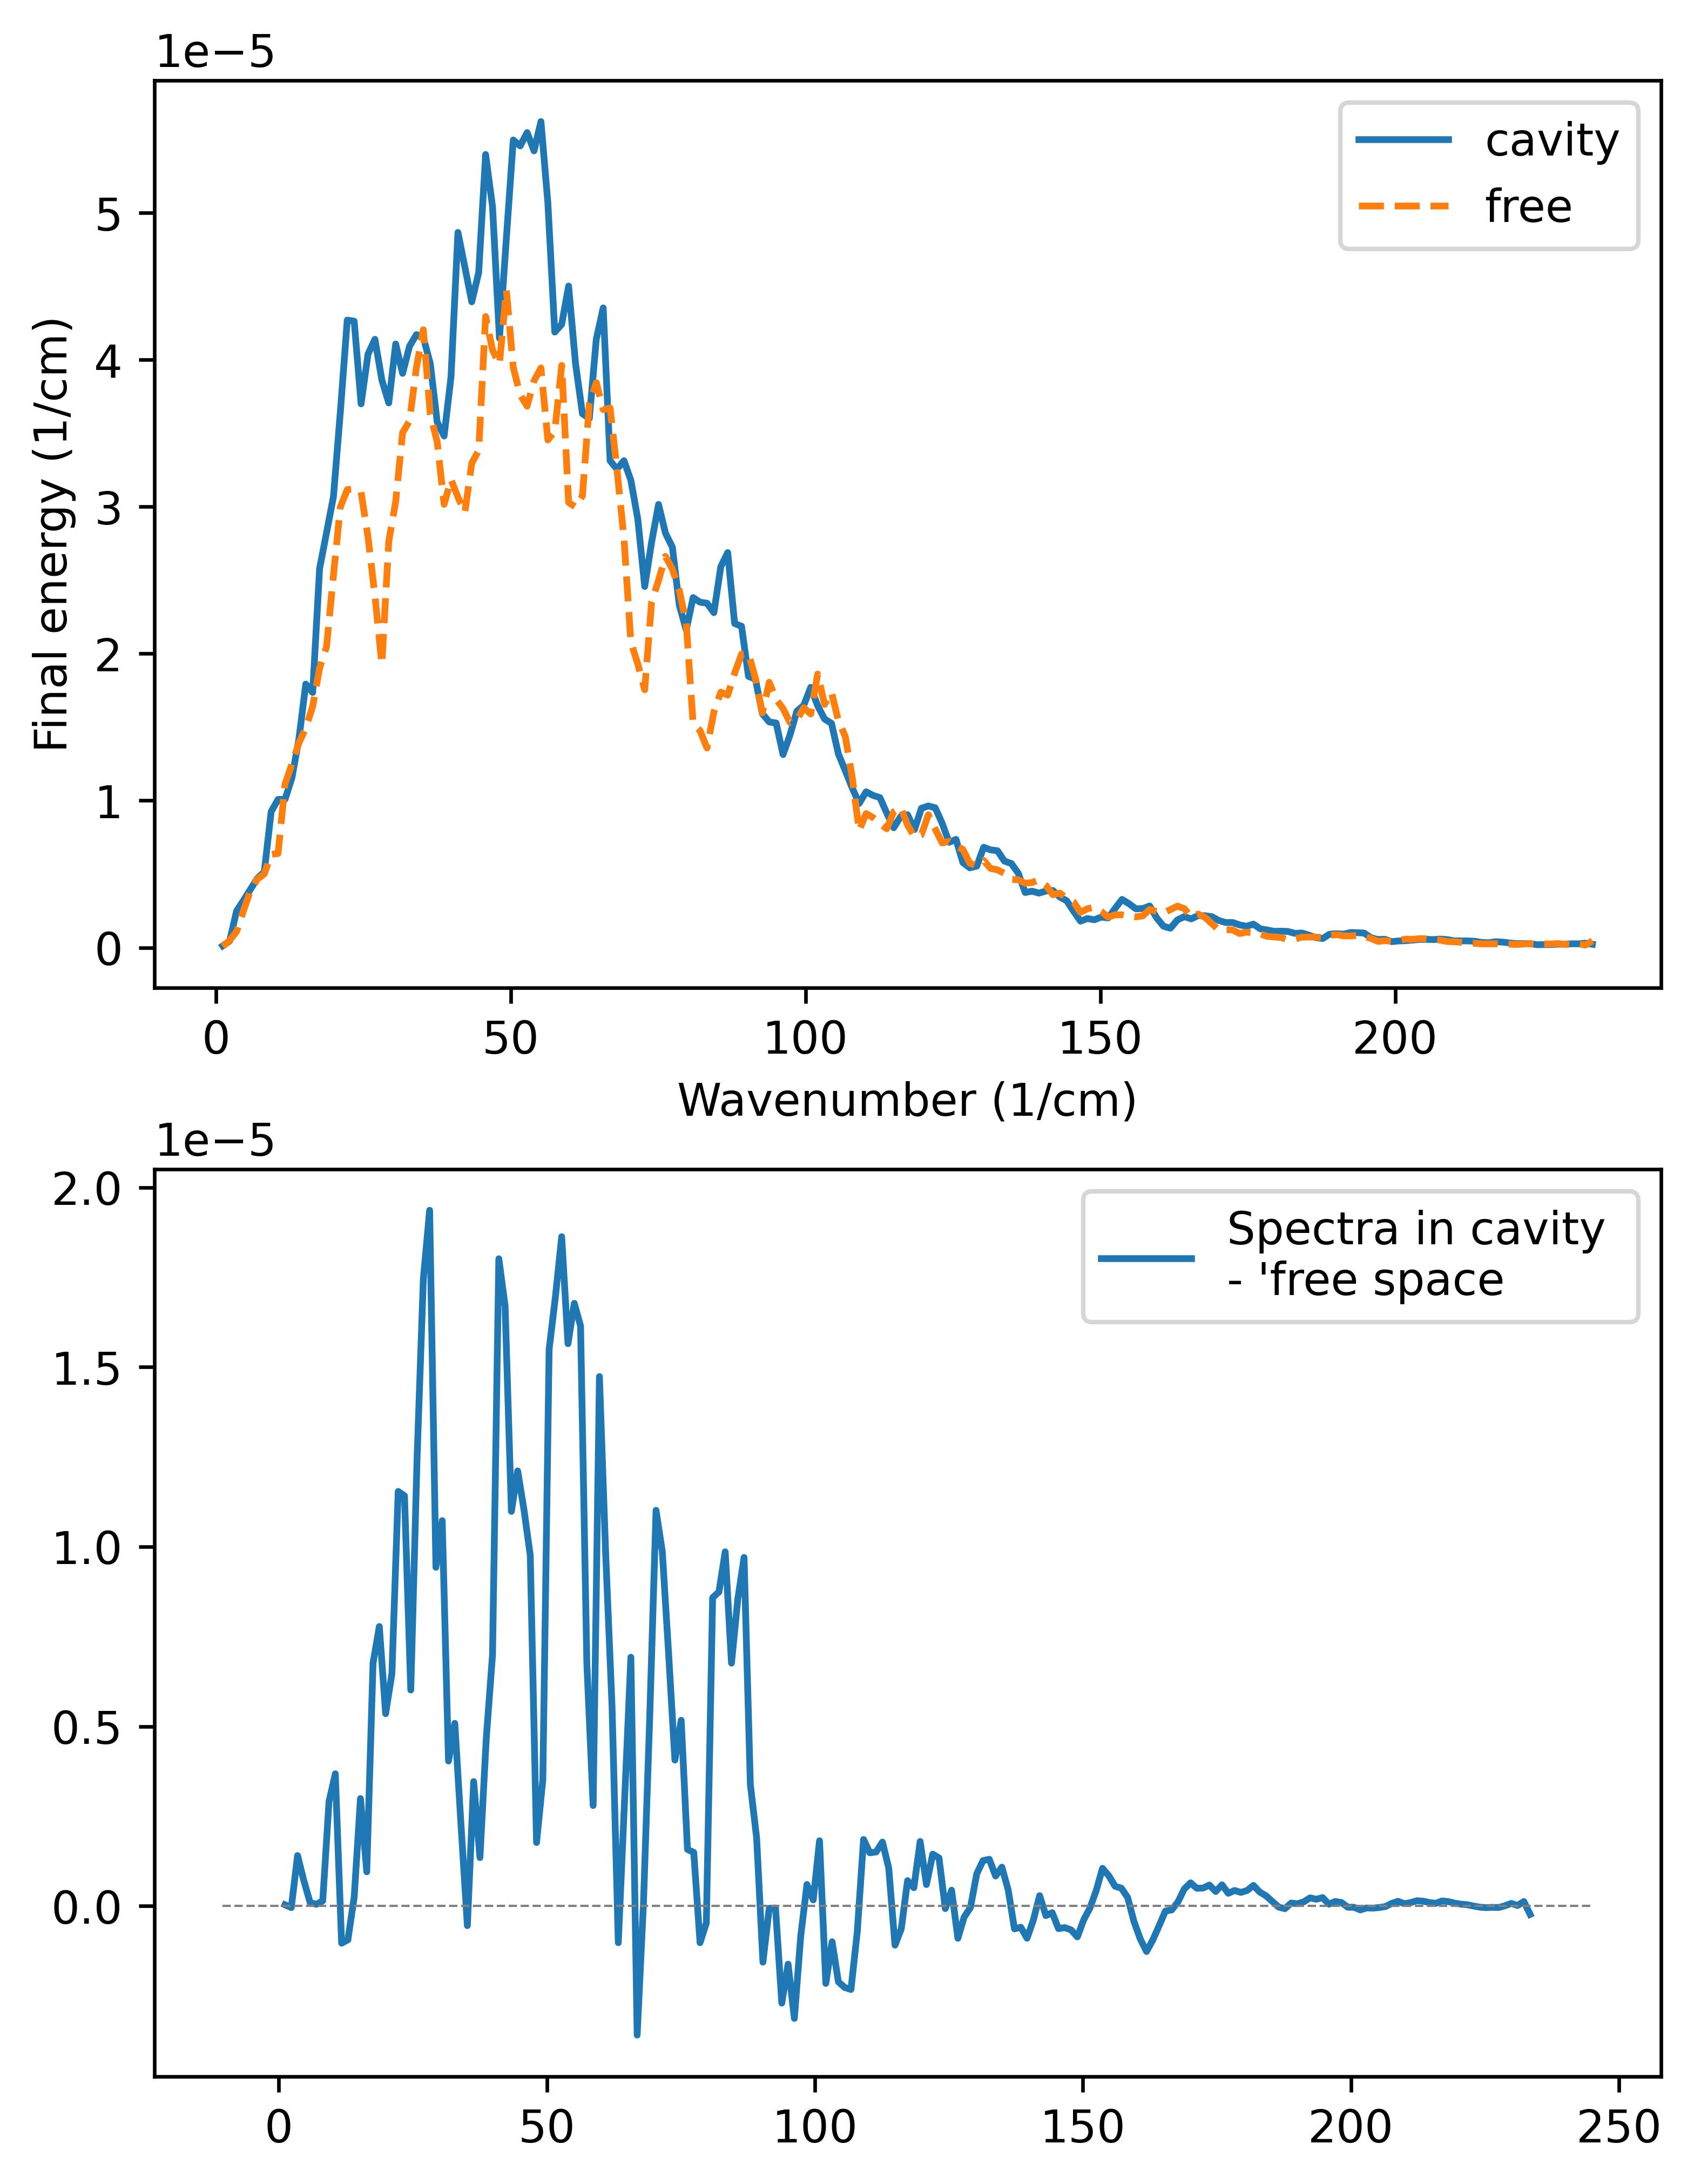 1e−5
cavity
free
5
4
3
2
1
0
Final energy (1/cm)
0 50 100 150 200
Wavenumber (1/cm)
1e−5
Spectra in cavity
- 'free space
2.0
1.5
1.0
0.5
0.0
0 50 100 150 200 250